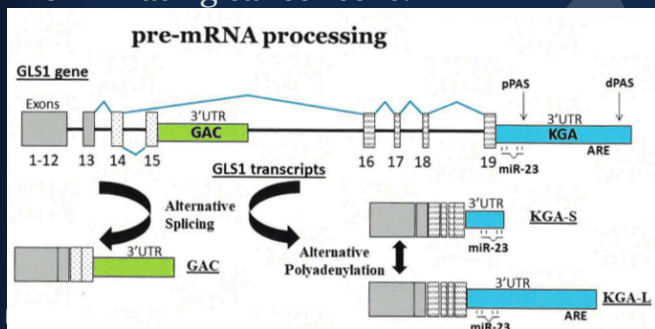 pre-mRNA processing
GLS1 gene
pPAS dPAS
Exons
3'UTR
GAC
3'UTR
KGA
1-12 13 14 15 16 17 18 19
miR-23
ARE
GLS1 transcripts
Alternative
Splicing
3'UTR
KGA-S
miR-23
Alternative
Polyadenylation
3'UTR
GAC
3'UTR
KGA-L
ARE
miR-23